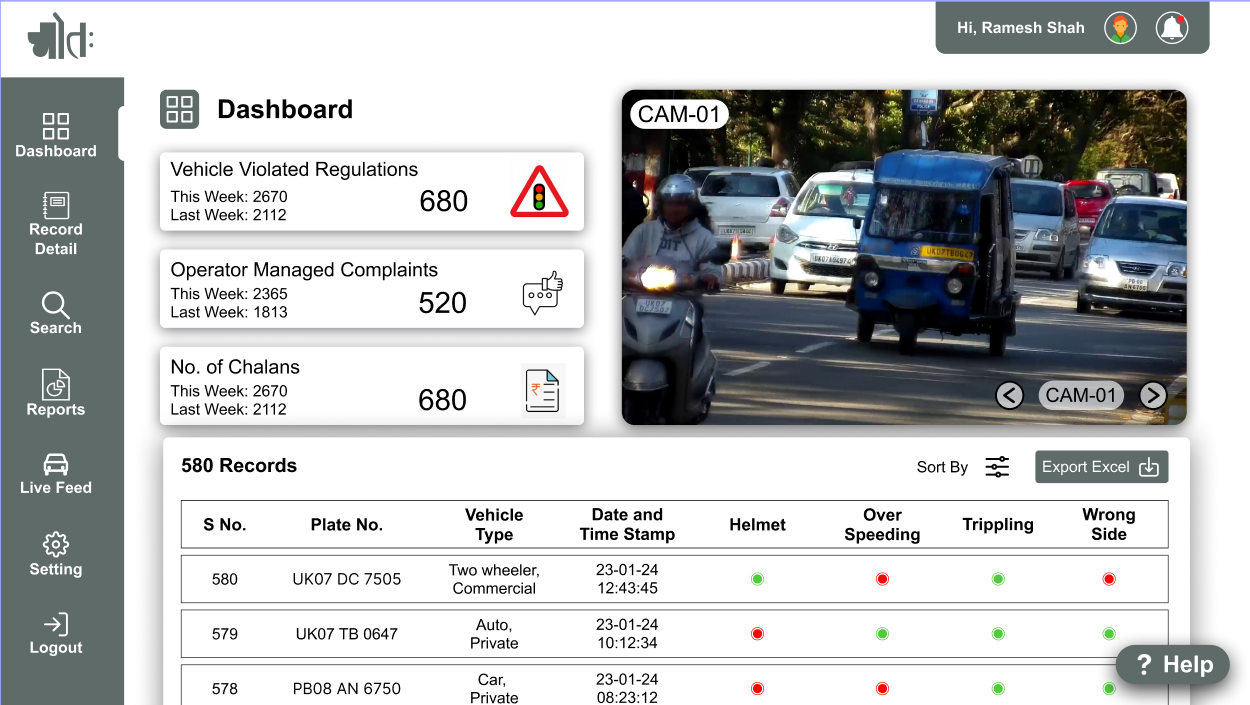 Hi, Ramesh Shah
Dashboard
Record
Detail
Search
Reports
Live Feed
Setting
Logout
Dashboard
Vehicle Violated Regulations
This Week: 2670
Last Week: 2112
680
Operator Managed Complaints
This Week: 2365
Last Week: 1813
520
No. of Chalans
This Week: 2670
Last Week: 2112
680
CAM-01
UK07TB0647
CAM-01
580 Records
Sort By
Export Excel
S No. Plate No. Vehicle Type Date and Time Stamp Helmet Over Speeding Trippling Wrong Side
580 UK07 DC 7505 Two wheeler, Commercial 23-01-24 12:43:45
579 UK07 TB 0647 Auto, Private 23-01-24 10:12:34
578 PB08 AN 6750 Car, Private 23-01-24 08:23:12
? Help